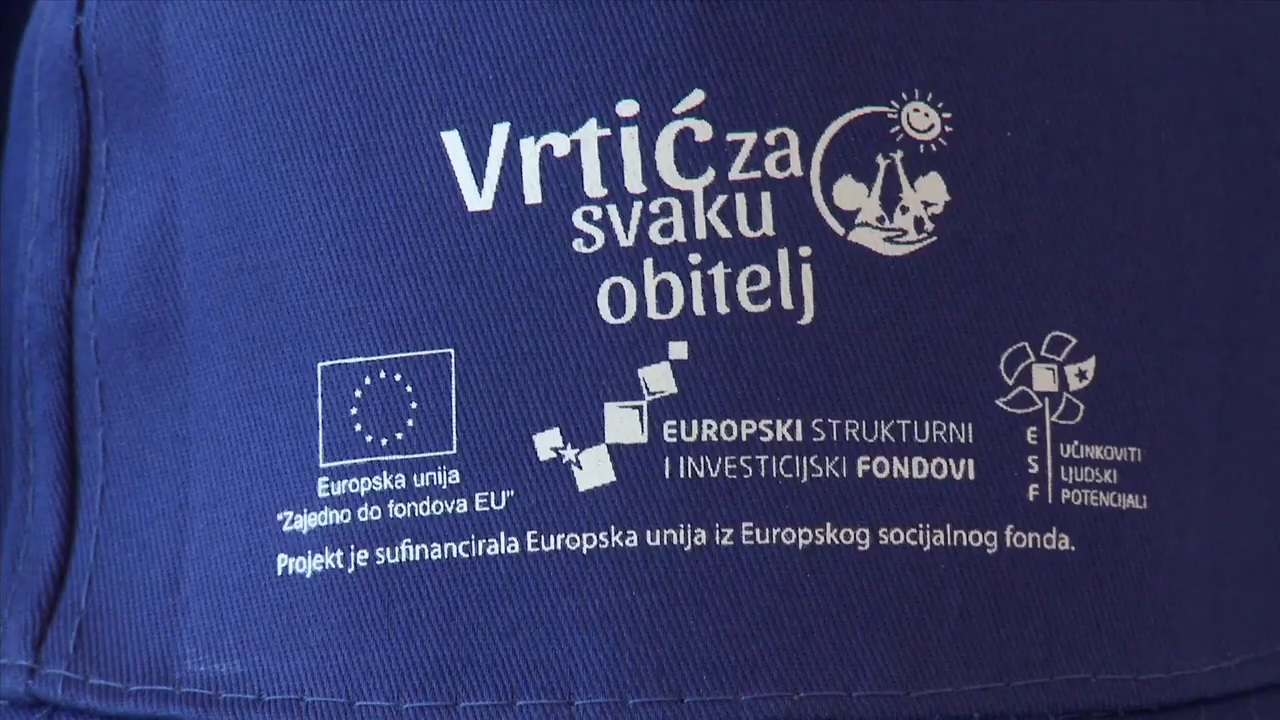 Vrtić za
svaku
obitelj
Europska unija
"Zajedno do fondova EU"
EUROPSKI STRUKTURNI
I INVESTICIJSKI FONDOVI
E
S
F
UČINKOVITI
LJUDSKI
POTENCIJALI
Projekt je sufinancirala Europska unija iz Europskog socijalnog fonda.